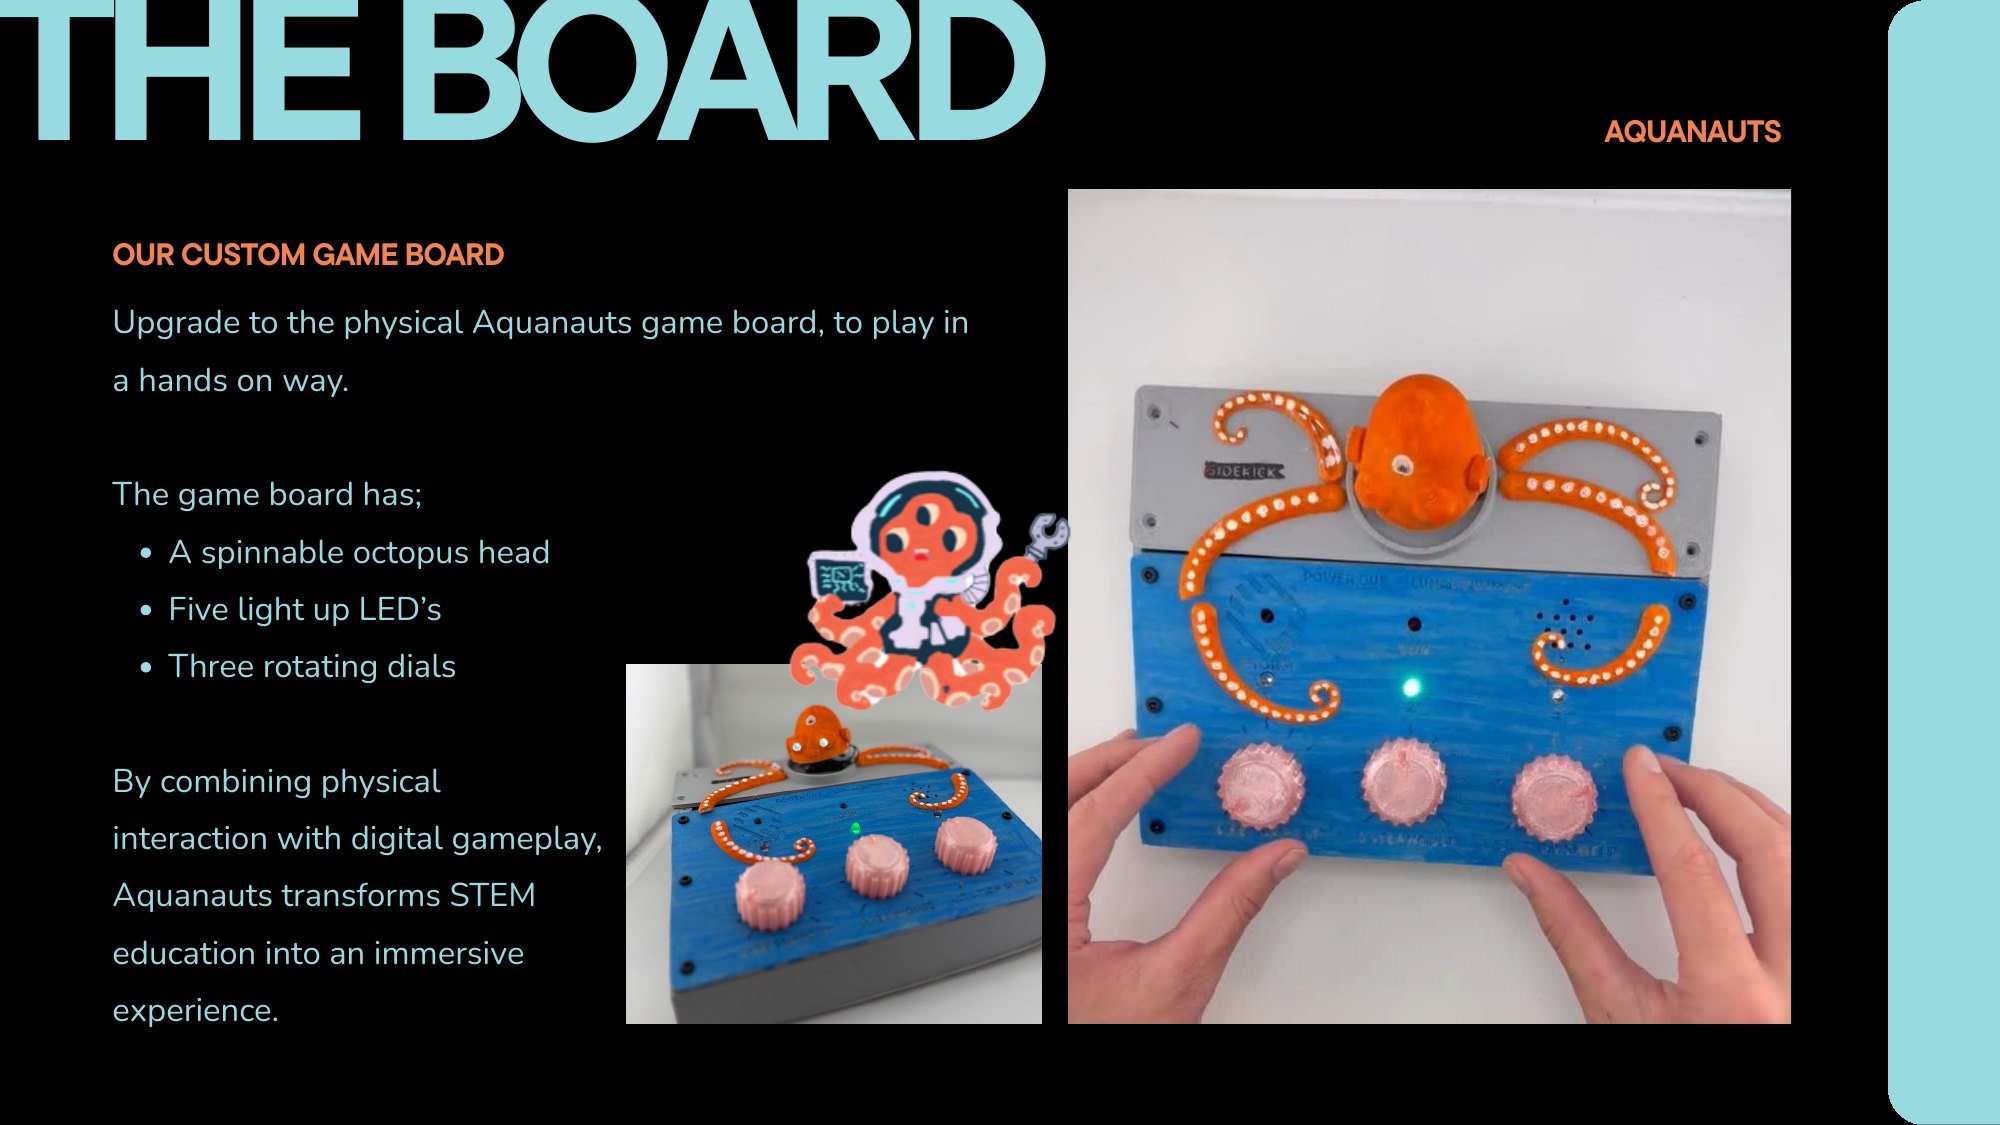 THE BOARD
AQUANAUTS
OUR CUSTOM GAME BOARD
Upgrade to the physical Aquanauts game board, to play in
a hands on way.
The game board has;
• A spinnable octopus head
• Five light up LED’s
• Three rotating dials
By combining physical
interaction with digital gameplay,
Aquanauts transforms STEM
education into an immersive
experience.
SIDEKICK
POWER